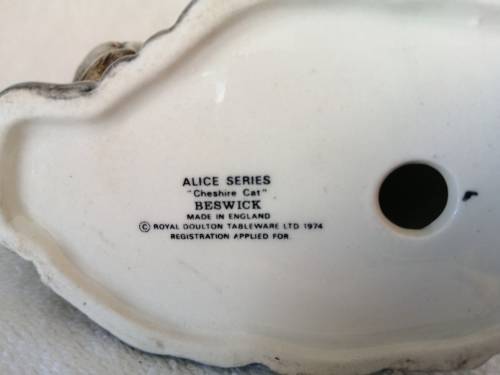 ALICE SERIES
"Cheshire Cat"
BESWICK
MADE IN ENGLAND
© ROYAL DOULTON TABLEWARE LTD 1974
REGISTRATION APPLIED FOR.